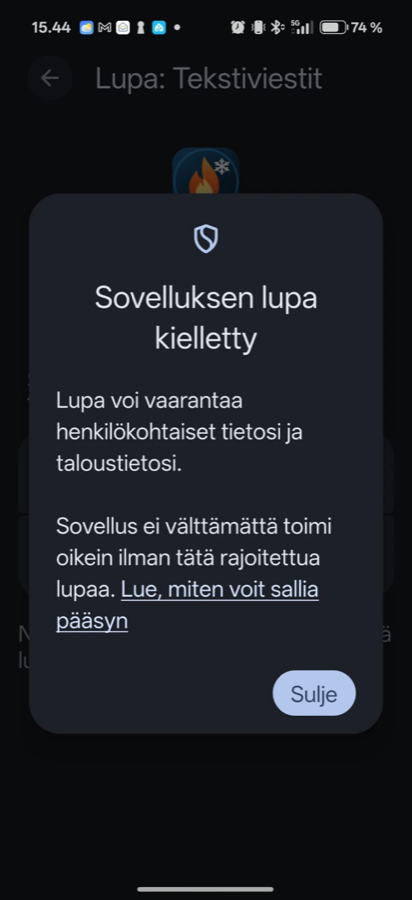 15.44
5G
74 %
Lupa: Tekstiviestit
Sovelluksen lupa
kielletty
Lupa voi vaarantaa
henkilökohtaiset tietosi ja
taloustietosi.
Sovellus ei välttämättä toimi
oikein ilman tätä rajoitettua
lupaa. Lue, miten voit sallia
pääsyn
Sulje